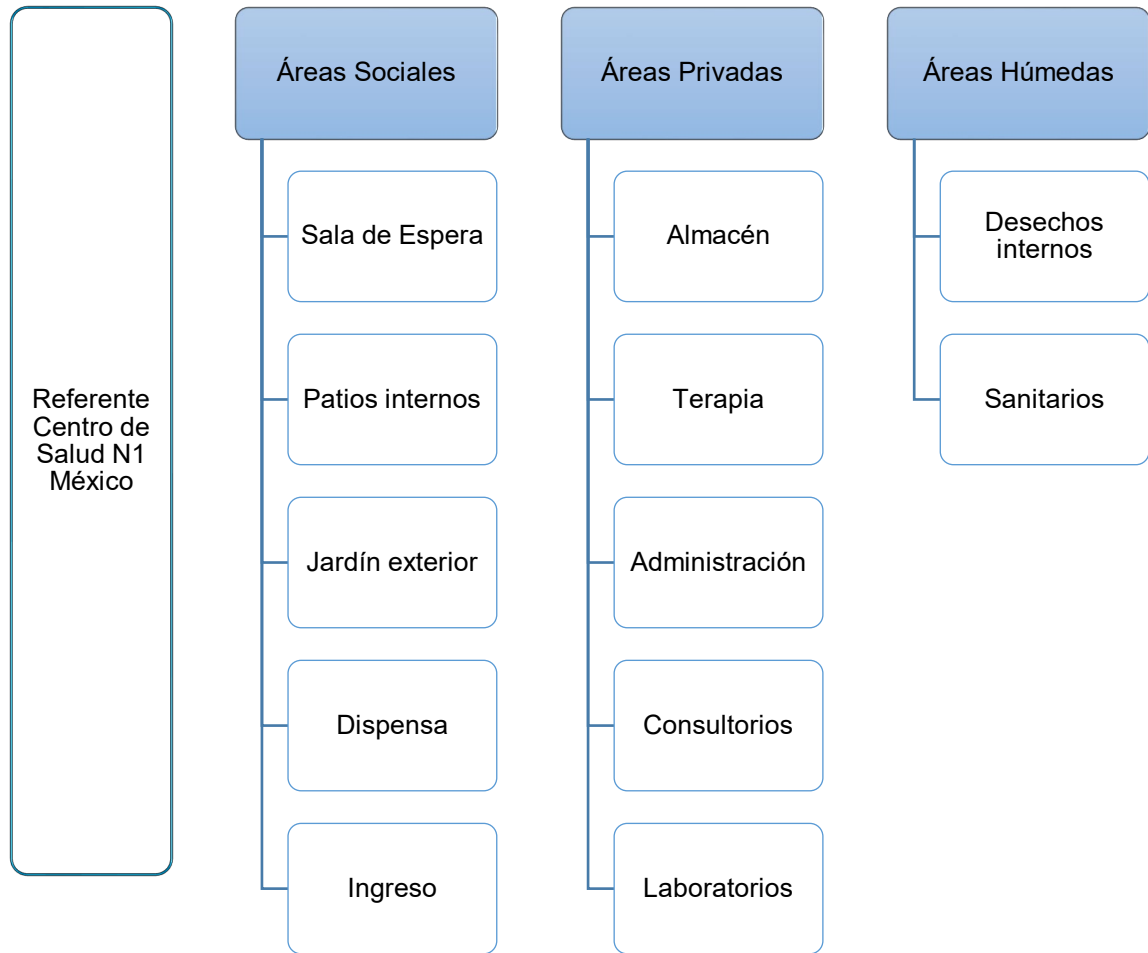 Referente
Centro de
Salud N1
México
Áreas Sociales
Sala de Espera
Patios internos
Jardín exterior
Dispensa
Ingreso
Áreas Privadas
Almacén
Terapia
Administración
Consultorios
Laboratorios
Áreas Húmedas
Desechos
internos
Sanitarios